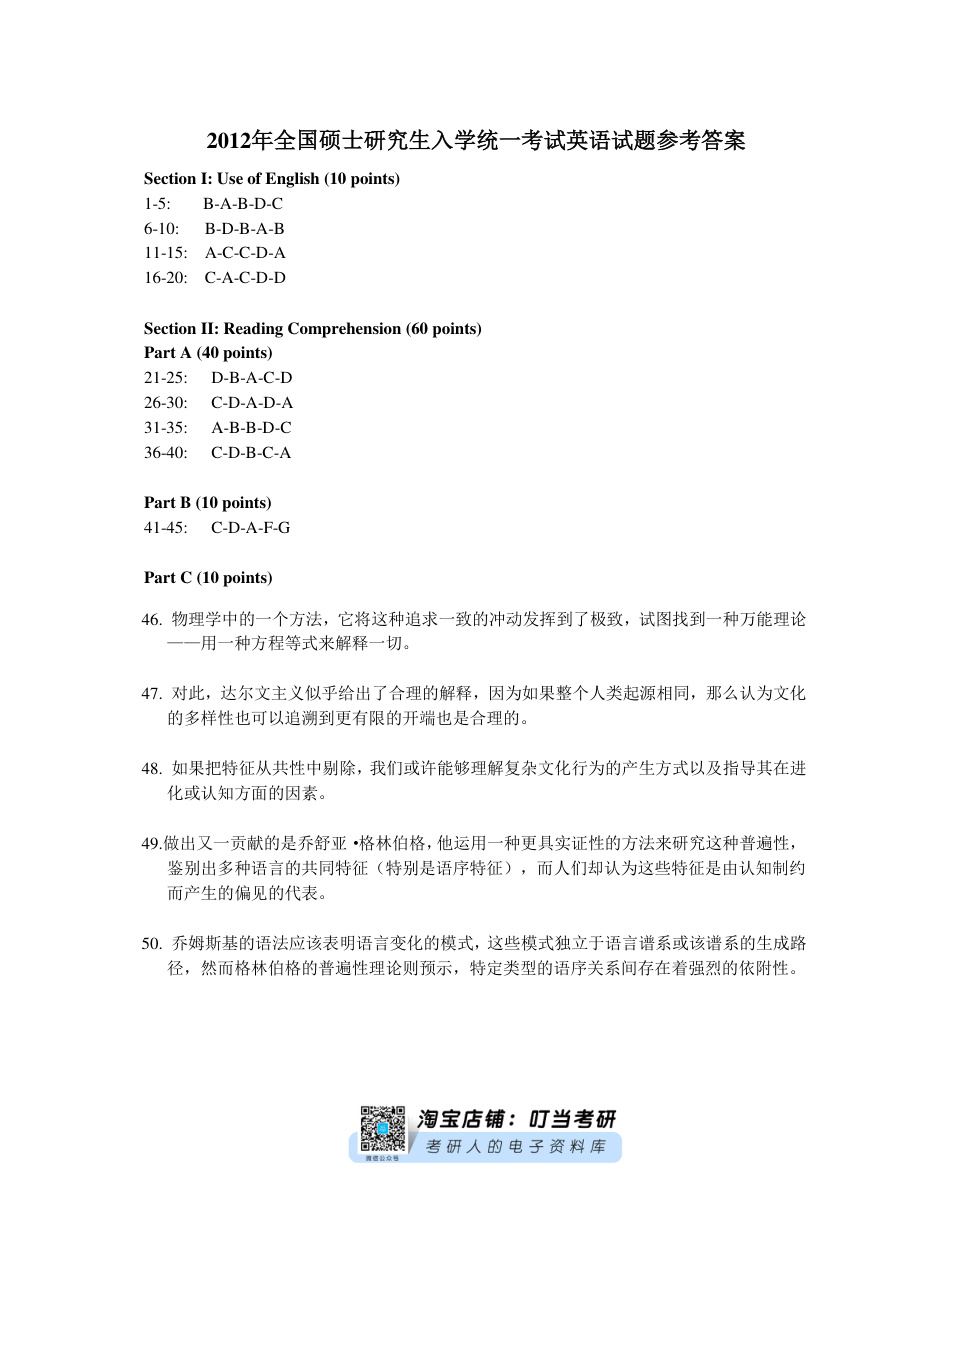 2012年全国硕士研究生入学统一考试英语试题参考答案
Section I: Use of English (10 points)
1-5: B-A-B-D-C
6-10: B-D-B-A-B
11-15: A-C-C-D-A
16-20: C-A-C-D-D
Section II: Reading Comprehension (60 points)
Part A (40 points)
21-25: D-B-A-C-D
26-30: C-D-A-D-A
31-35: A-B-B-D-C
36-40: C-D-B-C-A
Part B (10 points)
41-45: C-D-A-F-G
Part C (10 points)
46. 物理学中的一个方法，它将这种追求一致的冲动发挥到了极致，试图找到一种万能理论
——用一种方程等式来解释一切。
47. 对此，达尔文主义似乎给出了合理的解释，因为如果整个人类起源相同，那么认为文化
的多样性也可以追溯到更有限的开端也是合理的。
48. 如果把特征从共性中剔除，我们或许能够理解复杂文化行为的产生方式以及指导其在进
化或认知方面的因素。
49.做出又一贡献的是乔舒亚·格林伯格，他运用一种更具实证性的方法来研究这种普遍性，
鉴别出多种语言的共同特征（特别是语序特征），而人们却认为这些特征是由认知制约
而产生的偏见的代表。
50. 乔姆斯基的语法应该表明语言变化的模式，这些模式独立于语言谱系或该谱系的生成路
径，然而格林伯格的普遍性理论则预示，特定类型的语序关系间存在着强烈的依附性。
淘宝店铺：叮当考研
考研人的电子资料库
微信公众号